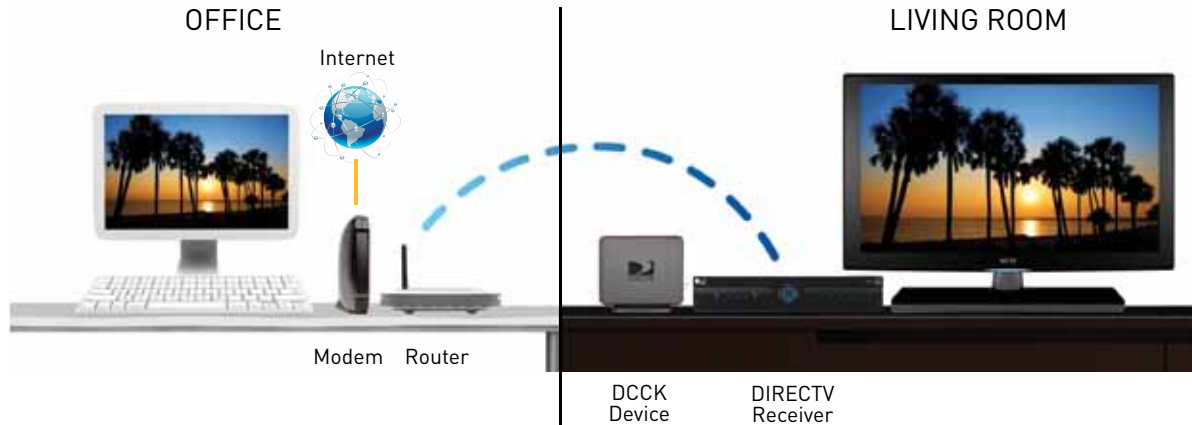 OFFICE
Internet
Modem Router
LIVING ROOM
DCCK
Device
DIRECTV
Receiver